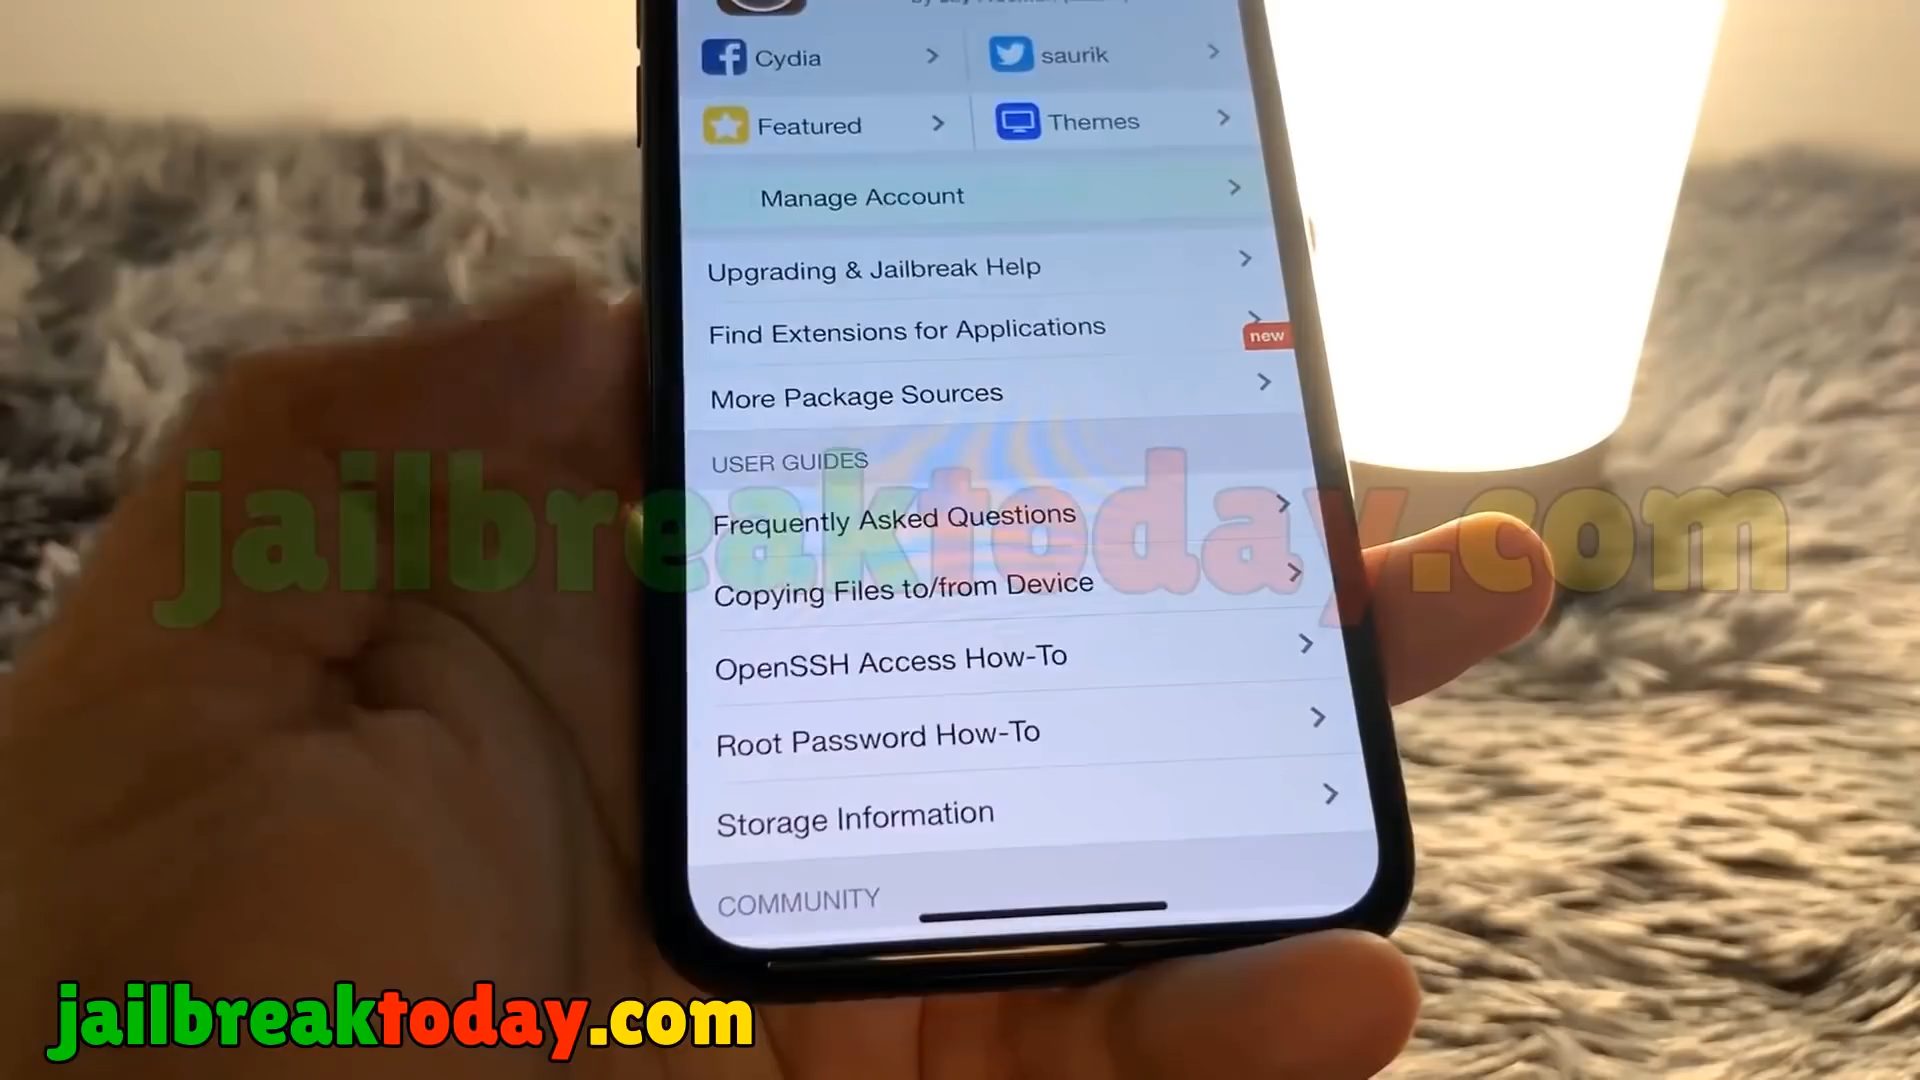 Cydia
saurik
Featured
Themes
Manage Account
Upgrading & Jailbreak Help
Find Extensions for Applications
new
More Package Sources
USER GUIDES
jailbreaktoday.com
Frequently Asked Questions
Copying Files to/from Device
OpenSSH Access How-To
Root Password How-To
Storage Information
COMMUNITY
jailbreaktoday.com